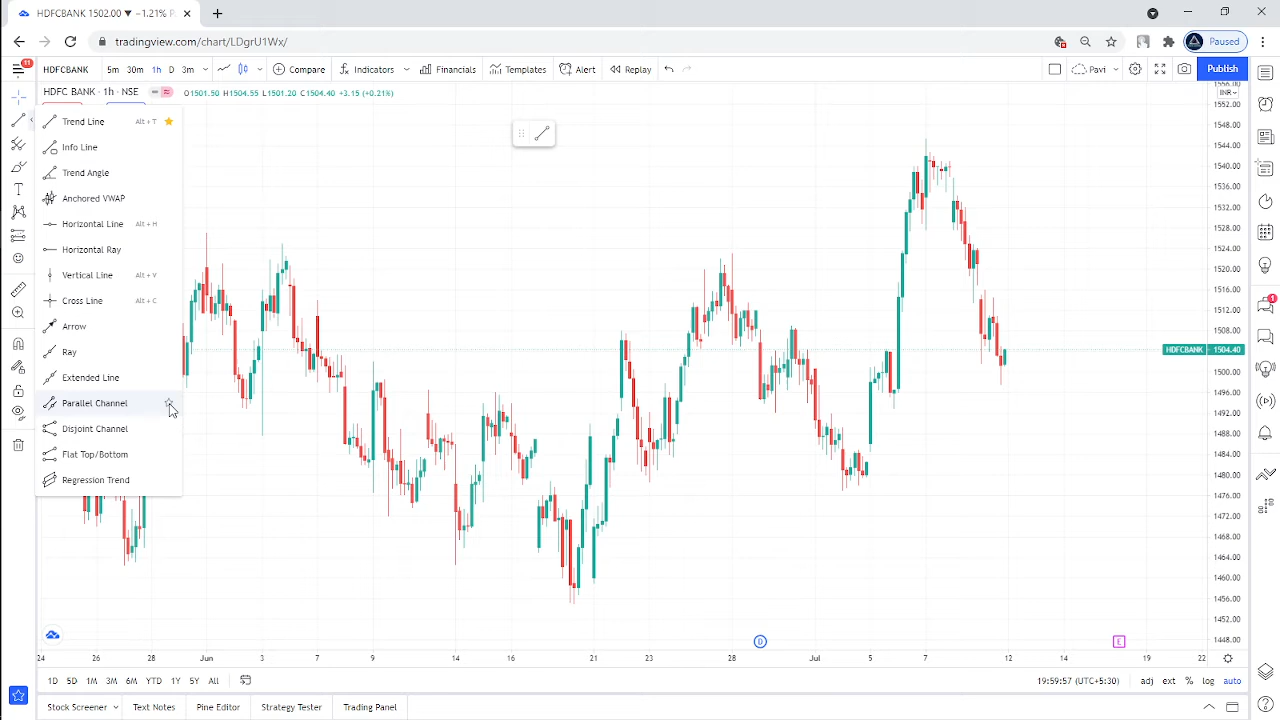 HDFCBANK 1502.00 ▼ −1.21%
tradingview.com/chart/LDgrU1Wx/
Paused
11
HDFCBANK 5m 30m 1h D 3m Compare Indicators Financials Templates Alert Replay Pavi Publish
HDFC BANK · 1h · NSE O1501.50 H1504.55 L1501.20 C1504.40 +3.15 (+0.21%)
INR
Trend Line Alt + T
Info Line
Trend Angle
Anchored VWAP
Horizontal Line Alt + H
Horizontal Ray
Vertical Line Alt + V
Cross Line Alt + C
Arrow
Ray
Extended Line
Parallel Channel
Disjoint Channel
Flat Top/Bottom
Regression Trend
1556.00
1552.00
1548.00
1544.00
1540.00
1536.00
1532.00
1528.00
1524.00
1520.00
1516.00
1512.00
1508.00
HDFCBANK 1504.40
1500.00
1496.00
1492.00
1488.00
1484.00
1480.00
1476.00
1472.00
1468.00
1464.00
1460.00
1456.00
1452.00
1448.00
1
D
E
24 26 28 Jun 3 7 9 14 16 21 23 28 Jul 5 7 12 14 19 22
1D 5D 1M 3M 6M YTD 1Y 5Y All 19:59:57 (UTC+5:30) adj ext % log auto
Stock Screener Text Notes Pine Editor Strategy Tester Trading Panel